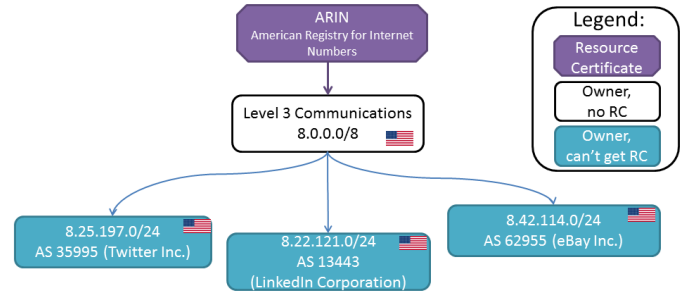 ARIN
American Registry for Internet
Numbers
Level 3 Communications
8.0.0.0/8
8.25.197.0/24
AS 35995 (Twitter Inc.)
8.22.121.0/24
AS 13443
(LinkedIn Corporation)
8.42.114.0/24
AS 62955 (eBay Inc.)
Legend:
Resource
Certificate
Owner,
no RC
Owner,
can't get RC